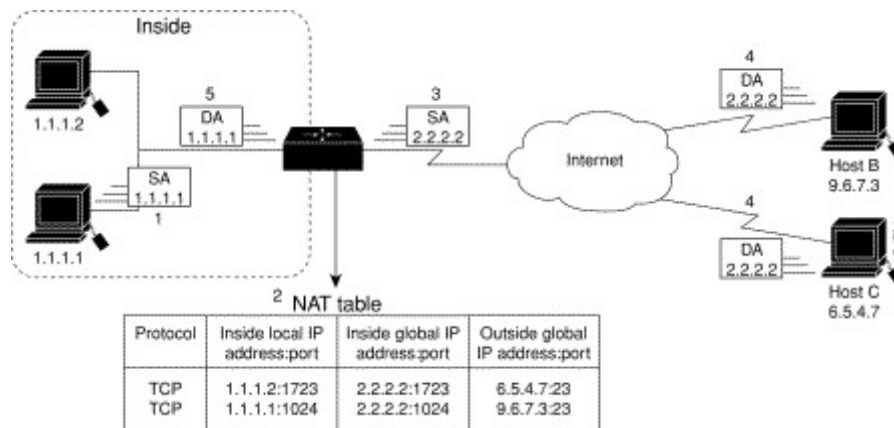 Inside
1.1.1.2
5
DA
1.1.1.1
3
SA
2.2.2.2
SA
1.1.1.1
1
1.1.1.1
Internet
4
DA
2.2.2.2
Host B
9.6.7.3
4
DA
2.2.2.2
Host C
6.5.4.7
2 NAT table
Protocol
Inside local IP
address:port
Inside global IP
address:port
Outside global
IP address:port
TCP 1.1.1.2:1723 2.2.2.2:1723 6.5.4.7:23
TCP 1.1.1.1:1024 2.2.2.2:1024 9.6.7.3:23